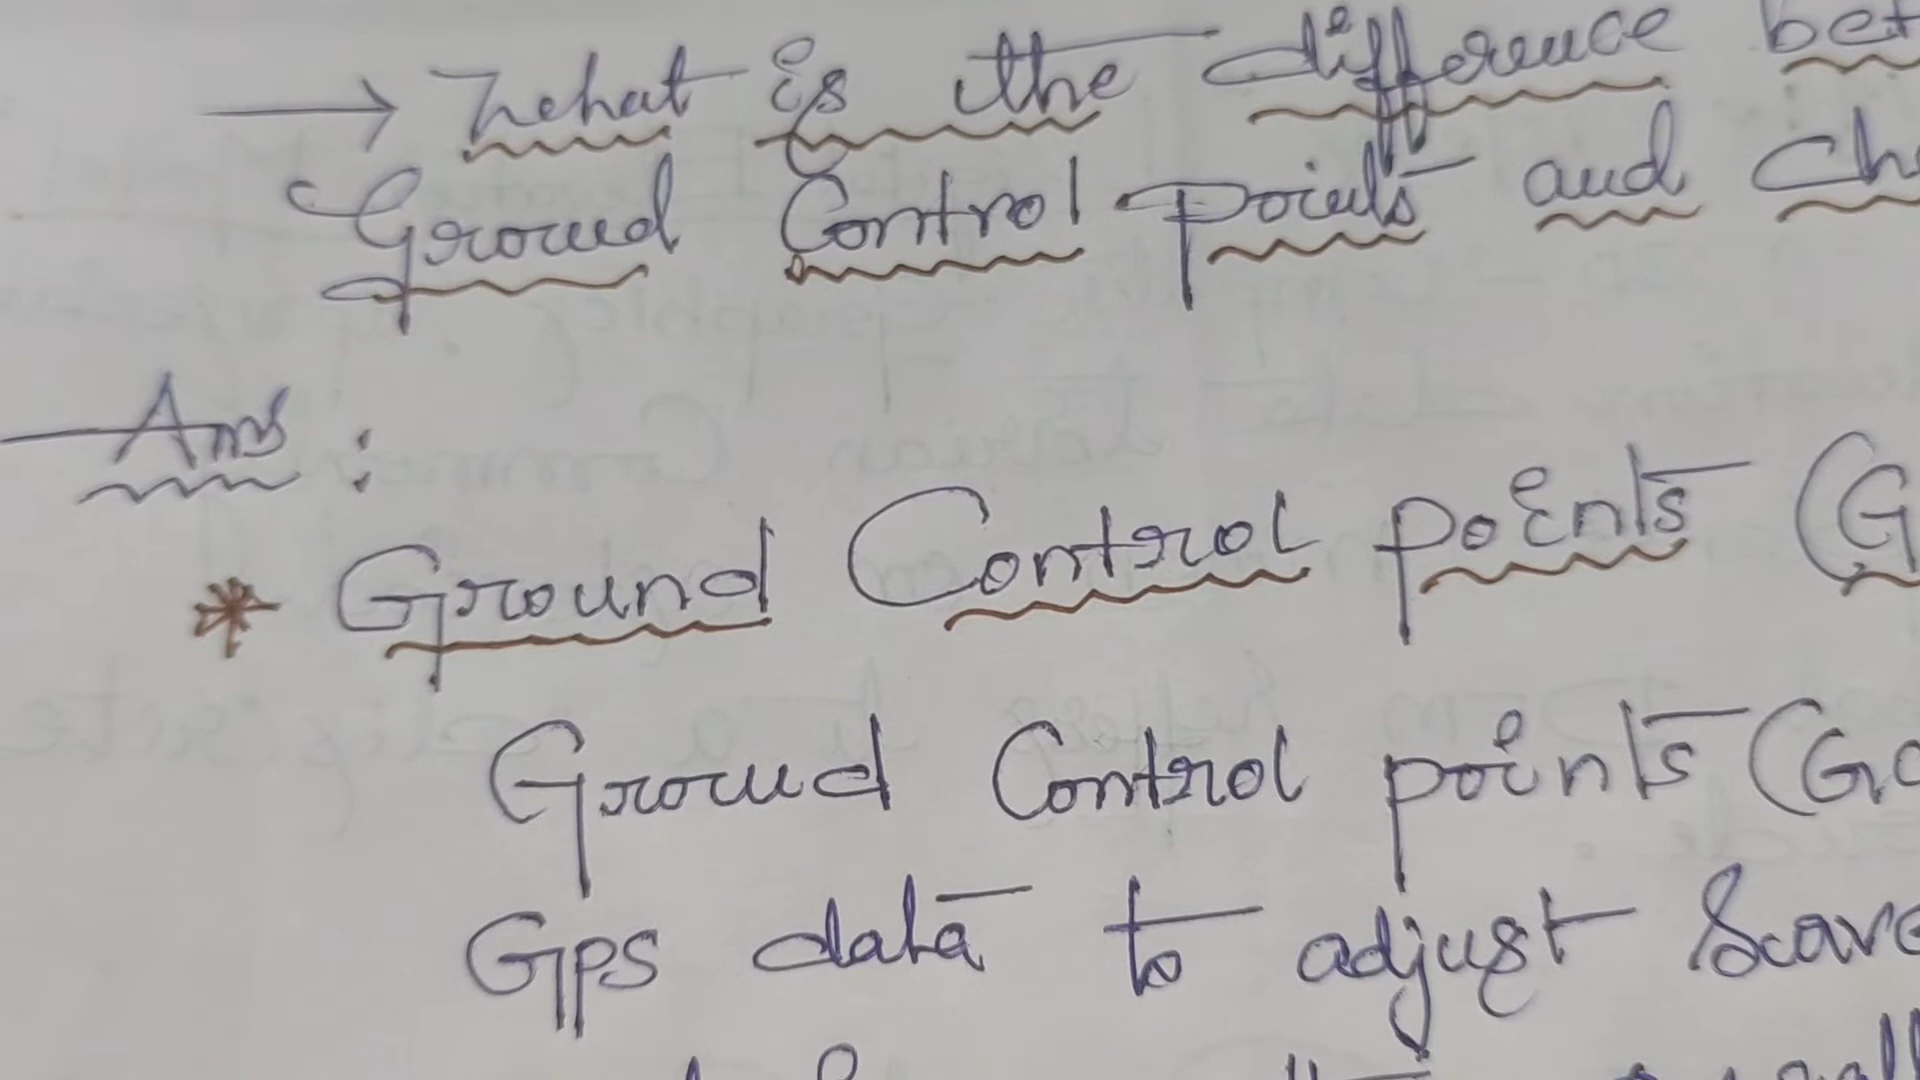 → What is the difference bet
Ground Control points and Ch
Ans :
* Ground Control points (G
Ground Control points (GC
Gps data to adjust